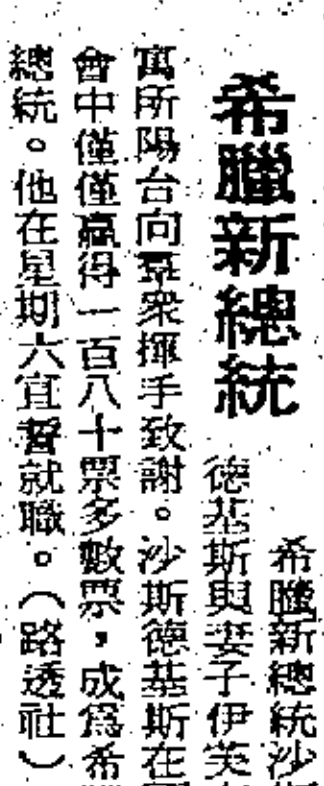 希臘新總統
希臘新總統沙
德基斯與妻子伊芙
寓所陽台向羣衆揮手致謝。沙斯德基斯在
會中僅僅贏得一百八十票多數票，成爲希
總統。他在星期六宣誓就職。（路透社）